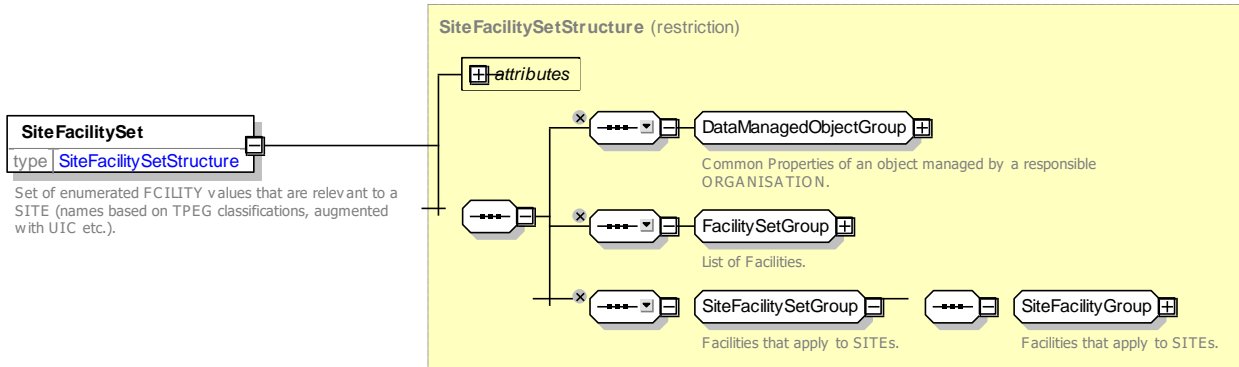 SiteFacilitySetStructure (restriction)
attributes
SiteFacilitySet
type SiteFacilitySetStructure
Set of enumerated FCILITY values that are relevant to a
SITE (names based on TPEG classifications, augmented
with UIC etc.).
DataManagedObjectGroup
Common Properties of an object managed by a responsible
ORGANISATION.
FacilitySetGroup
List of Facilities.
SiteFacilitySetGroup
Facilities that apply to SITEs.
SiteFacilityGroup
Facilities that apply to SITEs.